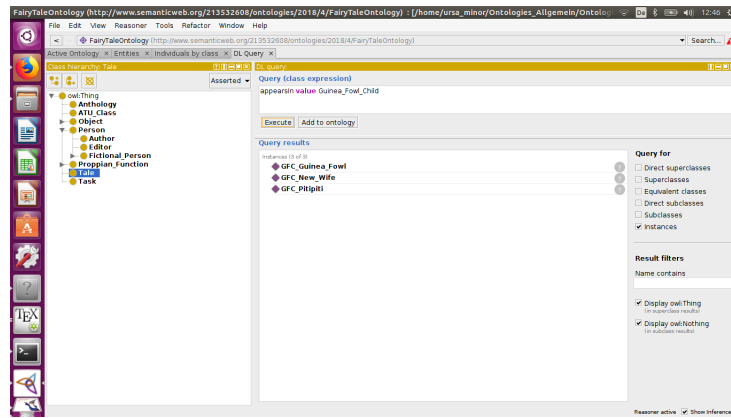 FairyTaleOntology (http://www.semanticweb.org/213532608/ontologies/2018/4/FairyTaleOntology) : [/home/ursa_minor/Ontologies_Allgemein/Ontolog
De 12:46
File Edit View Reasoner Tools Refactor Window Help
< FairyTaleOntology (http://www.semanticweb.org/213532608/ontologies/2018/4/FairyTaleOntology) Search...
Active Ontology × Entities × Individuals by class × DL Query ×
Class hierarchy: Tale
DL query:
Asserted
owl:Thing
Anthology
ATU_Class
Object
Person
Author
Editor
Fictional_Person
Proppian_Function
Tale
Task
Query (class expression)
appearsIn value Guinea_Fowl_Child
Execute Add to ontology
Query results
Instances (3 of 3)
GFC_Guinea_Fowl
GFC_New_Wife
GFC_Pitipiti
Query for
Direct superclasses
Superclasses
Equivalent classes
Direct subclasses
Subclasses
Instances
Result filters
Name contains
Display owl:Thing
(in superclass results)
Display owl:Nothing
(in subclass results)
Reasoner active Show Inference
TEX